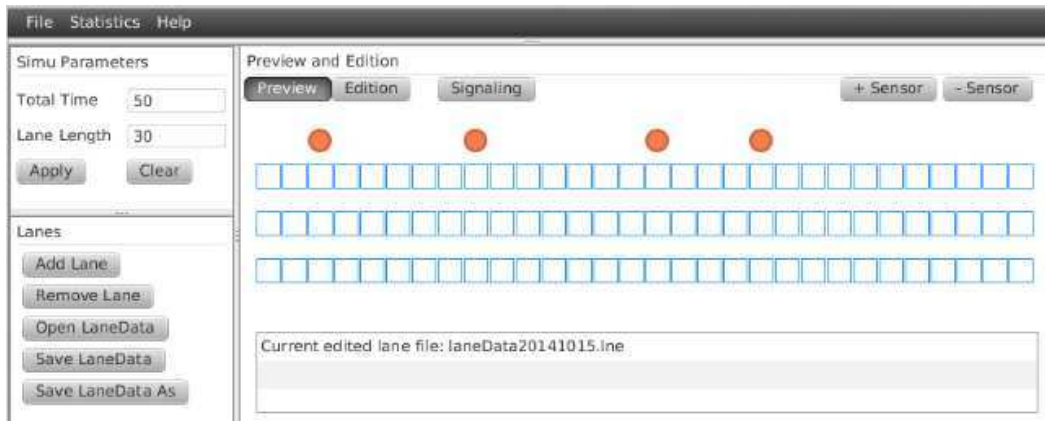 File Statistics Help
Simu Parameters
Total Time 50
Lane Length 30
Apply Clear
Lanes
Add Lane
Remove Lane
Open LaneData
Save LaneData
Save LaneData As
Preview and Edition
Preview Edition Signaling + Sensor - Sensor
Current edited lane file: laneData20141015.lne